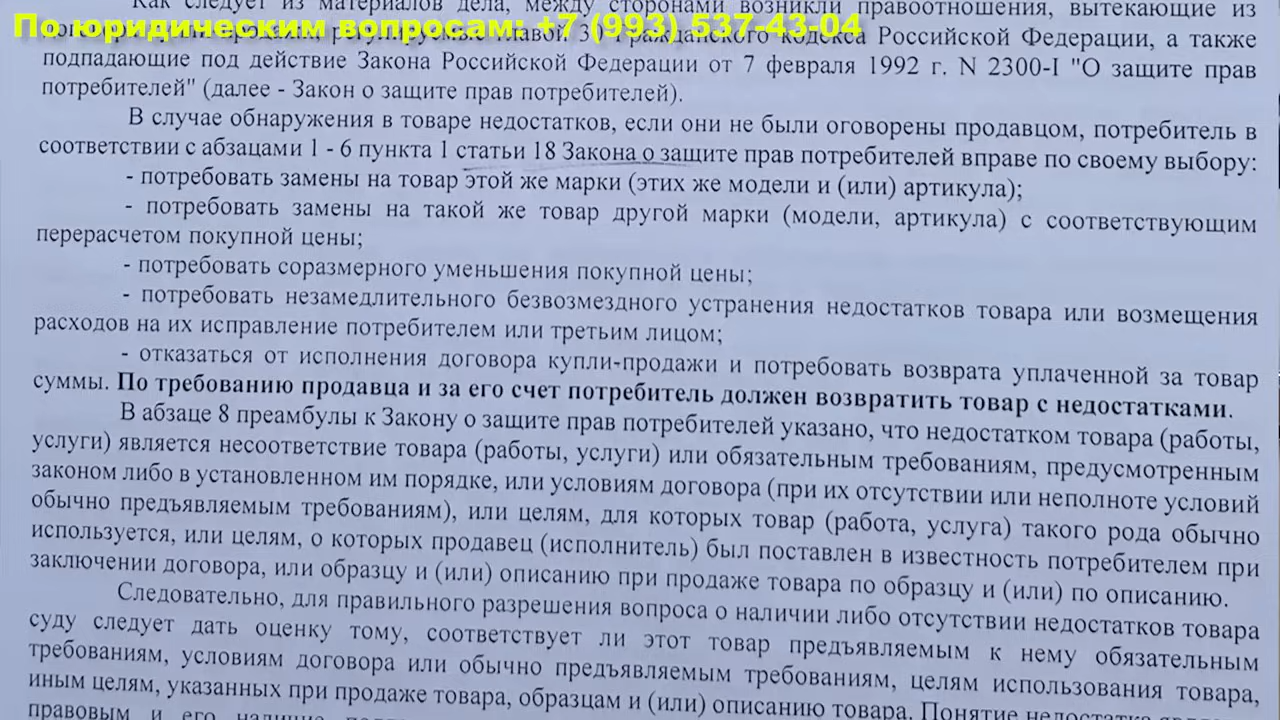 Как следует из материалов дела, между сторонами возникли правоотношения, вытекающие из
По юридическим вопросам: +7 (993) 537-43-04
регулируемые главой 30 Гражданского кодекса Российской Федерации, а также
подпадающие под действие Закона Российской Федерации от 7 февраля 1992 г. N 2300-I "О защите прав
потребителей" (далее - Закон о защите прав потребителей).
В случае обнаружения в товаре недостатков, если они не были оговорены продавцом, потребитель в
соответствии с абзацами 1 - 6 пункта 1 статьи 18 Закона о защите прав потребителей вправе по своему выбору:
- потребовать замены на товар этой же марки (этих же модели и (или) артикула);
- потребовать замены на такой же товар другой марки (модели, артикула) с соответствующим
перерасчетом покупной цены;
- потребовать соразмерного уменьшения покупной цены;
- потребовать незамедлительного безвозмездного устранения недостатков товара или возмещения
расходов на их исправление потребителем или третьим лицом;
- отказаться от исполнения договора купли-продажи и потребовать возврата уплаченной за товар
суммы. По требованию продавца и за его счет потребитель должен возвратить товар с недостатками.
В абзаце 8 преамбулы к Закону о защите прав потребителей указано, что недостатком товара (работы,
услуги) является несоответствие товара (работы, услуги) или обязательным требованиям, предусмотренным
законом либо в установленном им порядке, или условиям договора (при их отсутствии или неполноте условий
обычно предъявляемым требованиям), или целям, для которых товар (работа, услуга) такого рода обычно
используется, или целям, о которых продавец (исполнитель) был поставлен в известность потребителем при
заключении договора, или образцу и (или) описанию при продаже товара по образцу и (или) по описанию.
Следовательно, для правильного разрешения вопроса о наличии либо отсутствии недостатков товара
суду следует дать оценку тому, соответствует ли этот товар предъявляемым к нему обязательным
требованиям, условиям договора или обычно предъявляемым требованиям, целям использования товара,
иным целям, указанных при продаже товара, образцам и (или) описанию товара. Понятие недостатка
правовым и его наличие